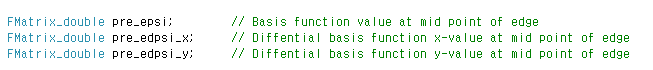 FMatrix_double pre_epsi;        // Basis function value at mid point of edge
FMatrix_double pre_edpsi_x;     // Diffential basis function x-value at mid point of edge
FMatrix_double pre_edpsi_y;     // Diffential basis function y-value at mid point of edge